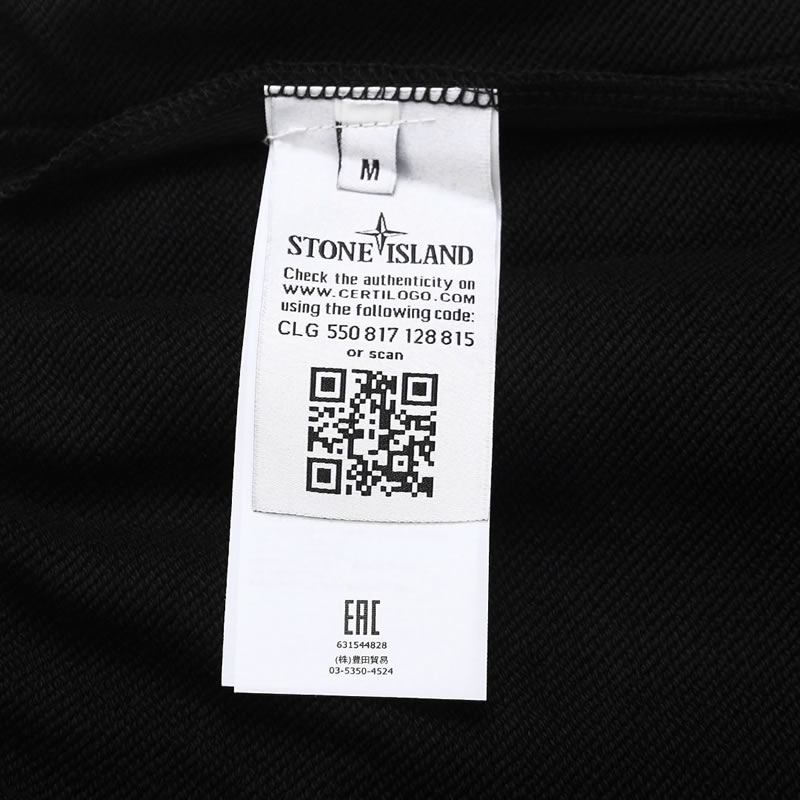 M
STONE ISLAND
Check the authenticity on
WWW.CERTILOGO.COM
using the following code:
CLG 550 817 128 815
or scan
EAC
631544828
(株)豊田貿易
03-5350-4524